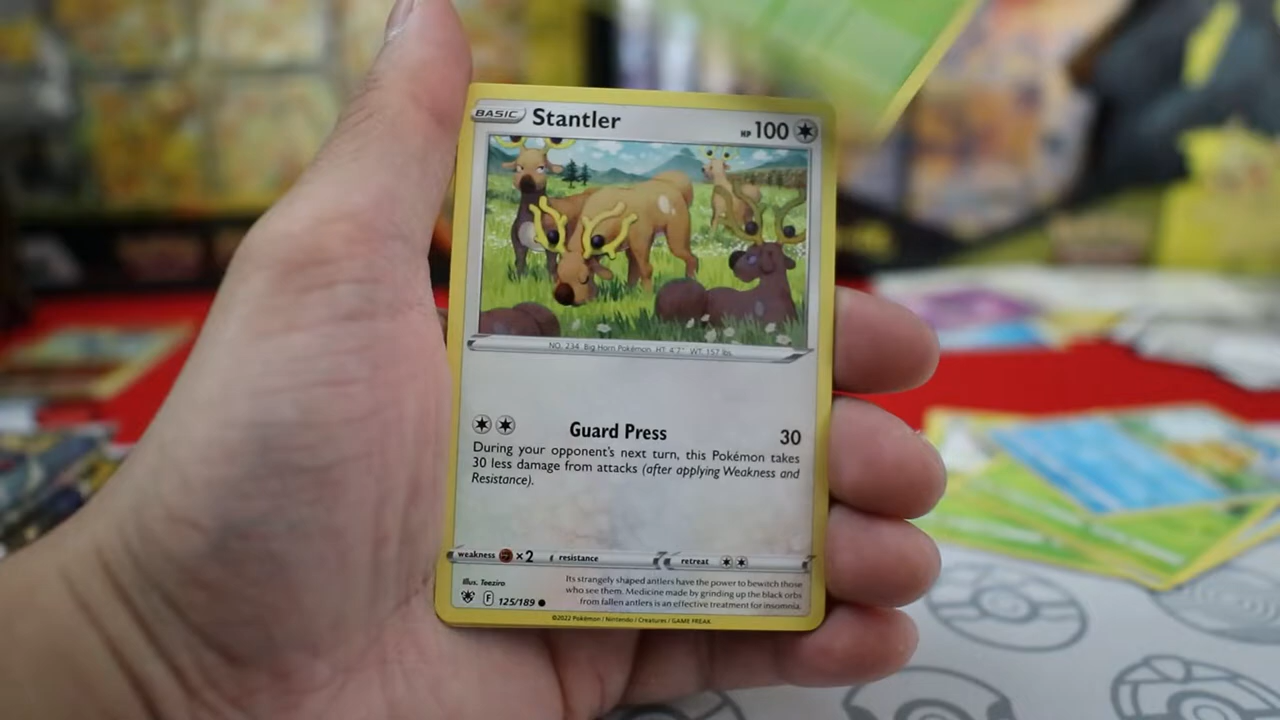 BASIC Stantler HP 100
NO. 234 Big Horn Pokémon HT: 4'7" WT: 157 lbs.
Guard Press 30
During your opponent's next turn, this Pokémon takes
30 less damage from attacks (after applying Weakness and
Resistance).
weakness ×2 resistance retreat
Illus. Teeziro
F 125/189
Its strangely shaped antlers have the power to bewitch those
who see them. Medicine made by grinding up the black orbs
from fallen antlers is an effective treatment for insomnia.
©2022 Pokémon / Nintendo / Creatures / GAME FREAK